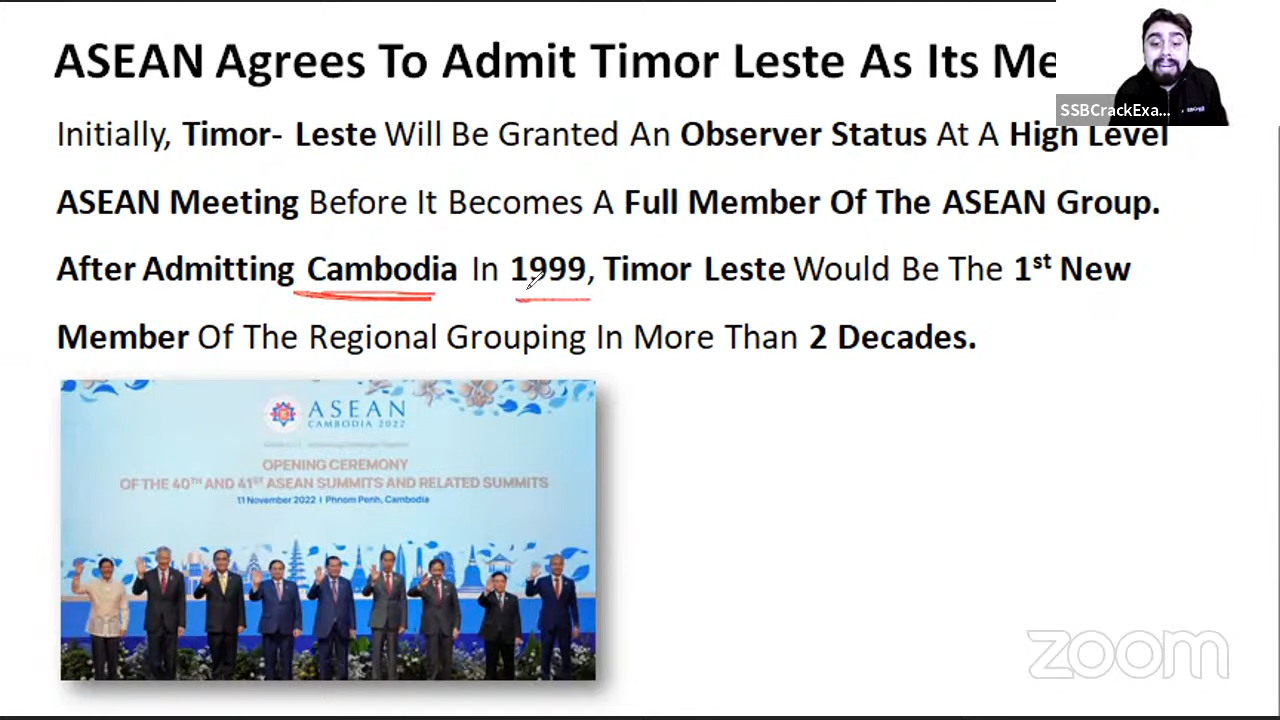 ASEAN Agrees To Admit Timor Leste As Its Me
SSBCrackExa...
Initially, Timor- Leste Will Be Granted An Observer Status At A High Level
ASEAN Meeting Before It Becomes A Full Member Of The ASEAN Group.
After Admitting Cambodia In 1999, Timor Leste Would Be The 1st New
Member Of The Regional Grouping In More Than 2 Decades.
ASEAN
CAMBODIA 2022
OPENING CEREMONY
OF THE 40TH AND 41ST ASEAN SUMMITS AND RELATED SUMMITS
11 November 2022 | Phnom Penh, Cambodia
zoom